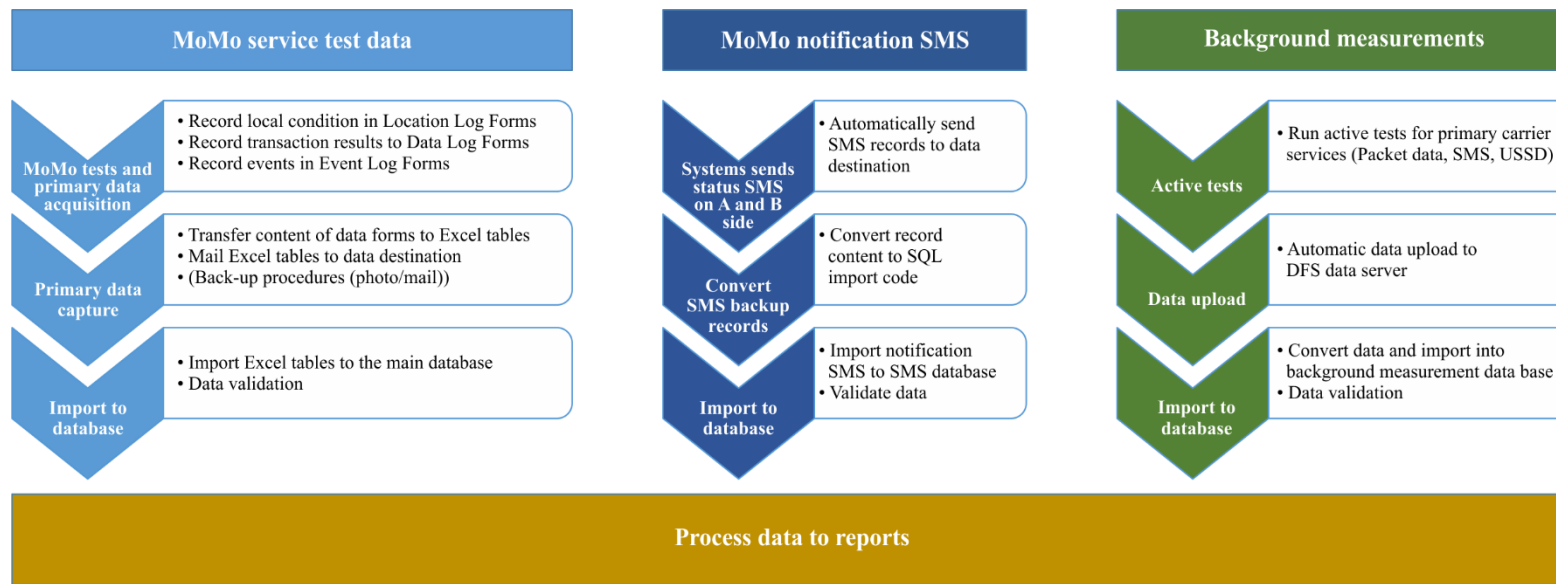 MoMo service test data
MoMo tests and
primary data
acquisition
• Record local condition in Location Log Forms
• Record transaction results to Data Log Forms
• Record events in Event Log Forms
Primary data
capture
• Transfer content of data forms to Excel tables
• Mail Excel tables to data destination
• (Back-up procedures (photo/mail))
Import to
database
• Import Excel tables to the main database
• Data validation
MoMo notification SMS
Systems sends
status SMS
on A and B
side
• Automatically send
SMS records to data
destination
Convert
SMS backup
records
• Convert record
content to SQL
import code
Import to
database
• Import notification
SMS to SMS database
• Validate data
Background measurements
Active tests
• Run active tests for primary carrier
services (Packet data, SMS, USSD)
Data upload
• Automatic data upload to
DFS data server
Import to
database
• Convert data and import into
background measurement data base
• Data validation
Process data to reports